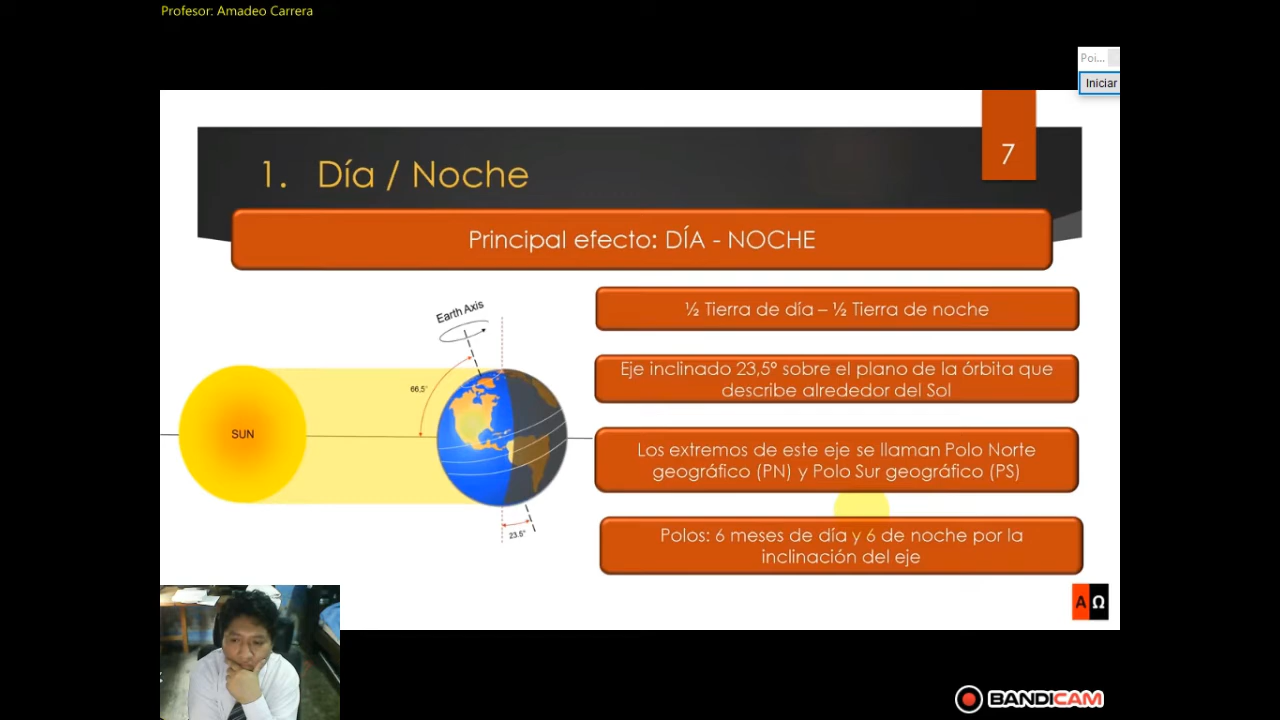 Profesor: Amadeo Carrera
Poi...
Iniciar
7
1. Día / Noche
Principal efecto: DÍA - NOCHE
½ Tierra de día – ½ Tierra de noche
Eje inclinado 23,5º sobre el plano de la órbita que
describe alrededor del Sol
Los extremos de este eje se llaman Polo Norte
geográfico (PN) y Polo Sur geográfico (PS)
Polos: 6 meses de día y 6 de noche por la
inclinación del eje
Earth Axis
66,5°
SUN
23.5°
AΩ
BANDICAM